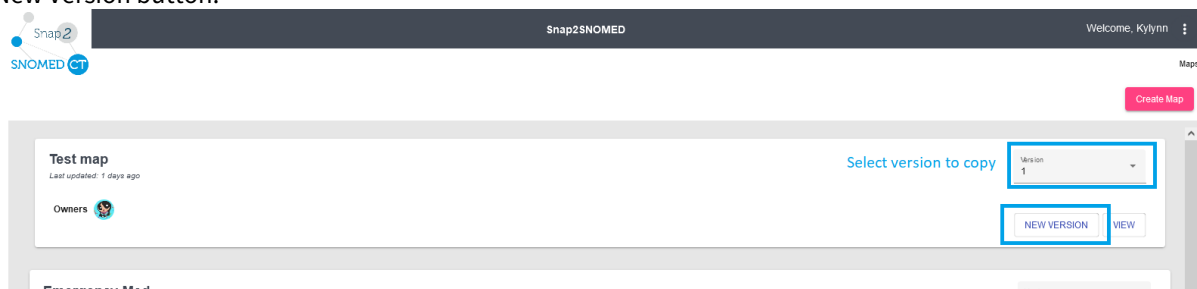 New Version button.
Snap2
SNOMED CT
Snap2SNOMED
Welcome, Kylynn
Maps
Create Map
Test map
Last updated: 1 days ago
Select version to copy
Version
1
Owners
NEW VERSION
VIEW
Emergency Med